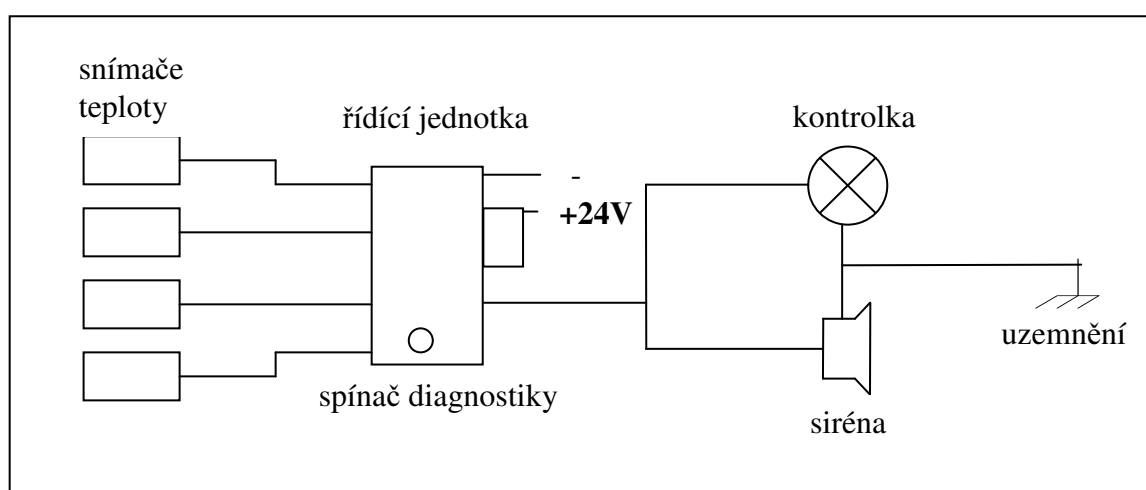 snímače
teploty
řídící jednotka
kontrolka
-
+24V
uzemnění
spínač diagnostiky
siréna